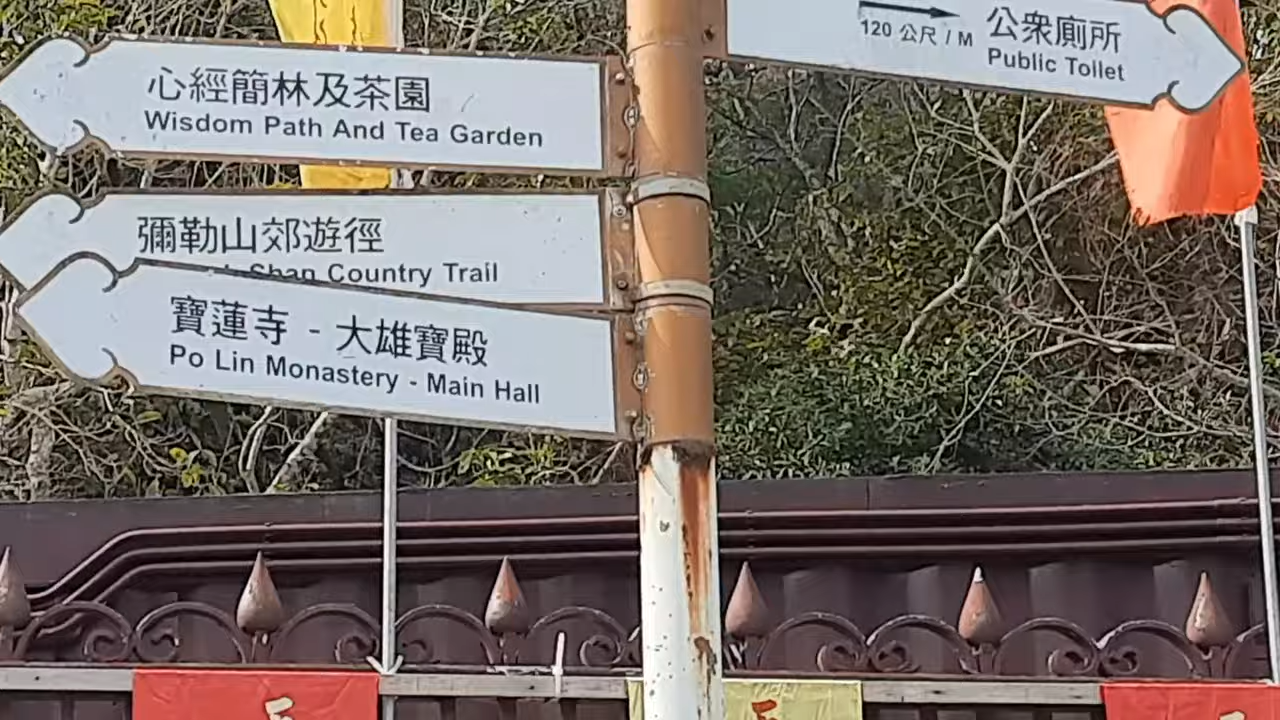 心經簡林及茶園
Wisdom Path And Tea Garden
彌勒山郊遊徑
Shan Country Trail
寶蓮寺 - 大雄寶殿
Po Lin Monastery - Main Hall
120 公尺 / M
公眾廁所
Public Toilet